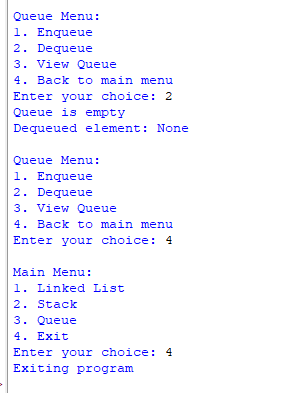 Queue Menu:
1. Enqueue
2. Dequeue
3. View Queue
4. Back to main menu
Enter your choice: 2
Queue is empty
Dequeued element: None

Queue Menu:
1. Enqueue
2. Dequeue
3. View Queue
4. Back to main menu
Enter your choice: 4

Main Menu:
1. Linked List
2. Stack
3. Queue
4. Exit
Enter your choice: 4
Exiting program